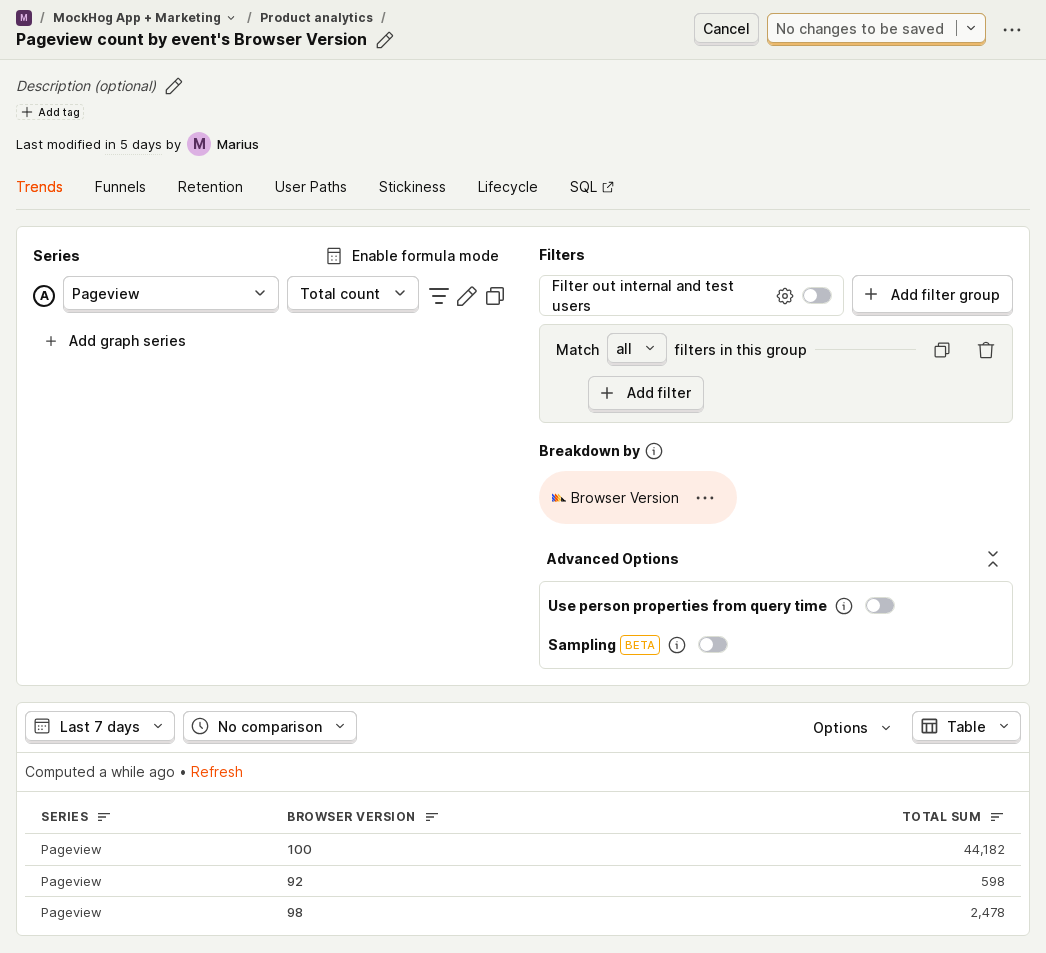 M / MockHog App + Marketing / Product analytics /
Pageview count by event's Browser Version
Cancel
No changes to be saved
Description (optional)
Add tag
Last modified in 5 days by M Marius
Trends Funnels Retention User Paths Stickiness Lifecycle SQL
Series
Enable formula mode
A Pageview Total count
Add graph series
Filters
Filter out internal and test
users
Add filter group
Match all filters in this group
Add filter
Breakdown by
Browser Version
Advanced Options
Use person properties from query time
Sampling BETA
Last 7 days No comparison Options Table
Computed a while ago • Refresh
SERIES BROWSER VERSION TOTAL SUM
Pageview 100 44,182
Pageview 92 598
Pageview 98 2,478